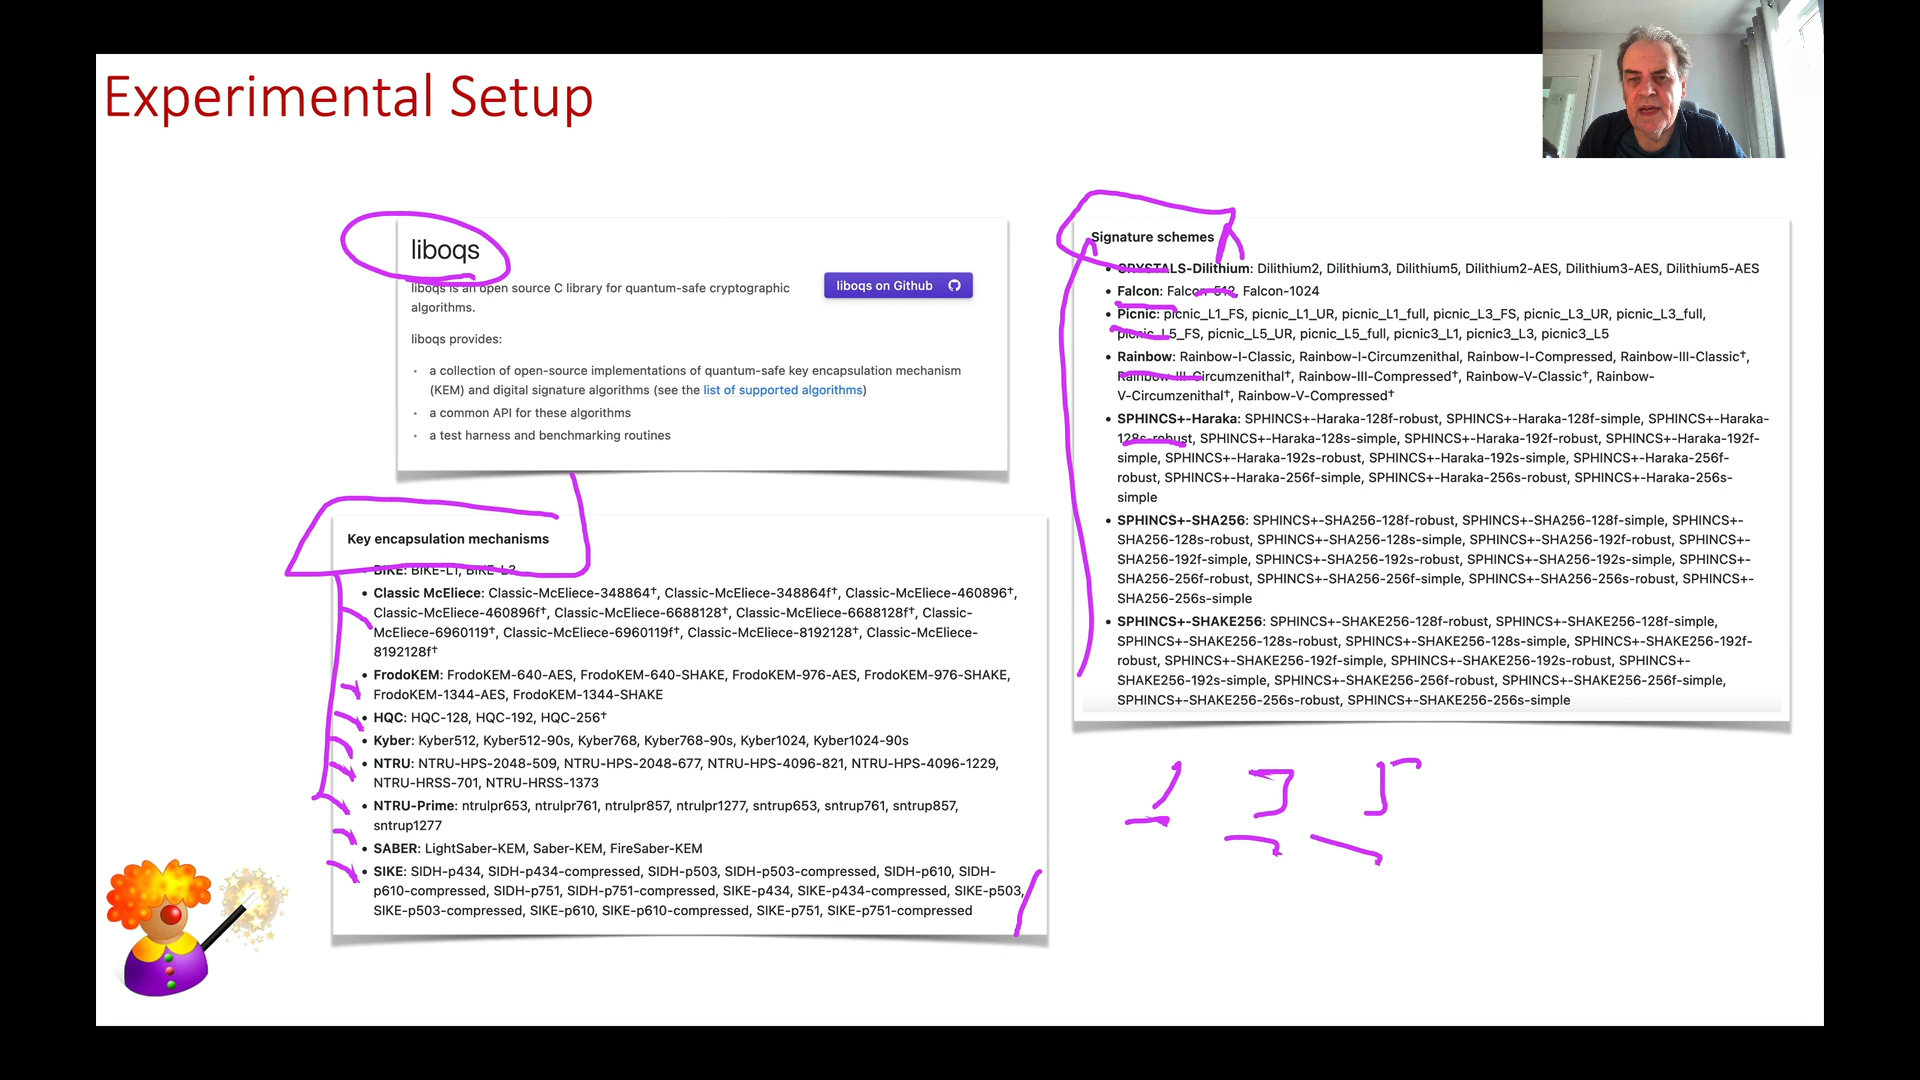 Experimental Setup
liboqs
liboqs is an open source C library for quantum-safe cryptographic
algorithms.
liboqs on Github
liboqs provides:
· a collection of open-source implementations of quantum-safe key encapsulation mechanism
(KEM) and digital signature algorithms (see the list of supported algorithms)
· a common API for these algorithms
· a test harness and benchmarking routines
Key encapsulation mechanisms
BIKE: BIKE-L1, BIKE-L3
• Classic McEliece: Classic-McEliece-348864†, Classic-McEliece-348864f†, Classic-McEliece-460896†,
Classic-McEliece-460896f†, Classic-McEliece-6688128†, Classic-McEliece-6688128f†, Classic-
McEliece-6960119†, Classic-McEliece-6960119f†, Classic-McEliece-8192128†, Classic-McEliece-
8192128f†
• FrodoKEM: FrodoKEM-640-AES, FrodoKEM-640-SHAKE, FrodoKEM-976-AES, FrodoKEM-976-SHAKE,
FrodoKEM-1344-AES, FrodoKEM-1344-SHAKE
• HQC: HQC-128, HQC-192, HQC-256†
• Kyber: Kyber512, Kyber512-90s, Kyber768, Kyber768-90s, Kyber1024, Kyber1024-90s
• NTRU: NTRU-HPS-2048-509, NTRU-HPS-2048-677, NTRU-HPS-4096-821, NTRU-HPS-4096-1229,
NTRU-HRSS-701, NTRU-HRSS-1373
• NTRU-Prime: ntrulpr653, ntrulpr761, ntrulpr857, ntrulpr1277, sntrup653, sntrup761, sntrup857,
sntrup1277
• SABER: LightSaber-KEM, Saber-KEM, FireSaber-KEM
• SIKE: SIDH-p434, SIDH-p434-compressed, SIDH-p503, SIDH-p503-compressed, SIDH-p610, SIDH-
p610-compressed, SIDH-p751, SIDH-p751-compressed, SIKE-p434, SIKE-p434-compressed, SIKE-p503,
SIKE-p503-compressed, SIKE-p610, SIKE-p610-compressed, SIKE-p751, SIKE-p751-compressed
Signature schemes
• CRYSTALS-Dilithium: Dilithium2, Dilithium3, Dilithium5, Dilithium2-AES, Dilithium3-AES, Dilithium5-AES
• Falcon: Falcon-512, Falcon-1024
• Picnic: picnic_L1_FS, picnic_L1_UR, picnic_L1_full, picnic_L3_FS, picnic_L3_UR, picnic_L3_full,
picnic_L5_FS, picnic_L5_UR, picnic_L5_full, picnic3_L1, picnic3_L3, picnic3_L5
• Rainbow: Rainbow-I-Classic, Rainbow-I-Circumzenithal, Rainbow-I-Compressed, Rainbow-III-Classic†,
Rainbow-III-Circumzenithal†, Rainbow-III-Compressed†, Rainbow-V-Classic†, Rainbow-
V-Circumzenithal†, Rainbow-V-Compressed†
• SPHINCS+-Haraka: SPHINCS+-Haraka-128f-robust, SPHINCS+-Haraka-128f-simple, SPHINCS+-Haraka-
128s-robust, SPHINCS+-Haraka-128s-simple, SPHINCS+-Haraka-192f-robust, SPHINCS+-Haraka-192f-
simple, SPHINCS+-Haraka-192s-robust, SPHINCS+-Haraka-192s-simple, SPHINCS+-Haraka-256f-
robust, SPHINCS+-Haraka-256f-simple, SPHINCS+-Haraka-256s-robust, SPHINCS+-Haraka-256s-
simple
• SPHINCS+-SHA256: SPHINCS+-SHA256-128f-robust, SPHINCS+-SHA256-128f-simple, SPHINCS+-
SHA256-128s-robust, SPHINCS+-SHA256-128s-simple, SPHINCS+-SHA256-192f-robust, SPHINCS+-
SHA256-192f-simple, SPHINCS+-SHA256-192s-robust, SPHINCS+-SHA256-192s-simple, SPHINCS+-
SHA256-256f-robust, SPHINCS+-SHA256-256f-simple, SPHINCS+-SHA256-256s-robust, SPHINCS+-
SHA256-256s-simple
• SPHINCS+-SHAKE256: SPHINCS+-SHAKE256-128f-robust, SPHINCS+-SHAKE256-128f-simple,
SPHINCS+-SHAKE256-128s-robust, SPHINCS+-SHAKE256-128s-simple, SPHINCS+-SHAKE256-192f-
robust, SPHINCS+-SHAKE256-192f-simple, SPHINCS+-SHAKE256-192s-robust, SPHINCS+-
SHAKE256-192s-simple, SPHINCS+-SHAKE256-256f-robust, SPHINCS+-SHAKE256-256f-simple,
SPHINCS+-SHAKE256-256s-robust, SPHINCS+-SHAKE256-256s-simple
1 3 5